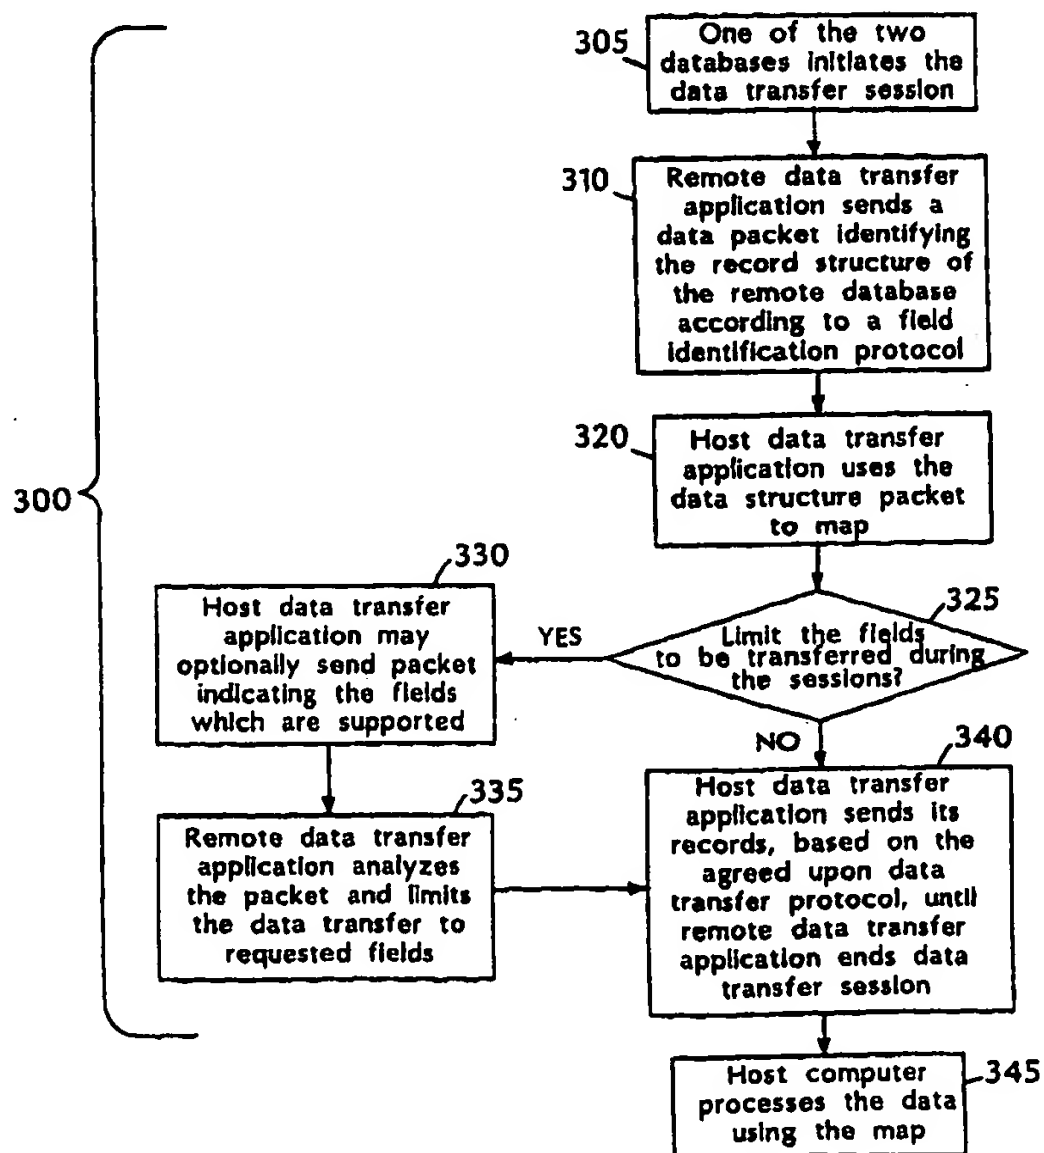 305
One of the two
databases initiates the
data transfer session
310
Remote data transfer
application sends a
data packet identifying
the record structure of
the remote database
according to a field
identification protocol
320
Host data transfer
application uses the
data structure packet
to map
300
330
Host data transfer
application may
optionally send packet
indicating the fields
which are supported
YES
325
Limit the fields
to be transferred during
the sessions?
NO
335
Remote data transfer
application analyzes
the packet and limits
the data transfer to
requested fields
340
Host data transfer
application sends its
records, based on the
agreed upon data
transfer protocol, until
remote data transfer
application ends data
transfer session
345
Host computer
processes the data
using the map